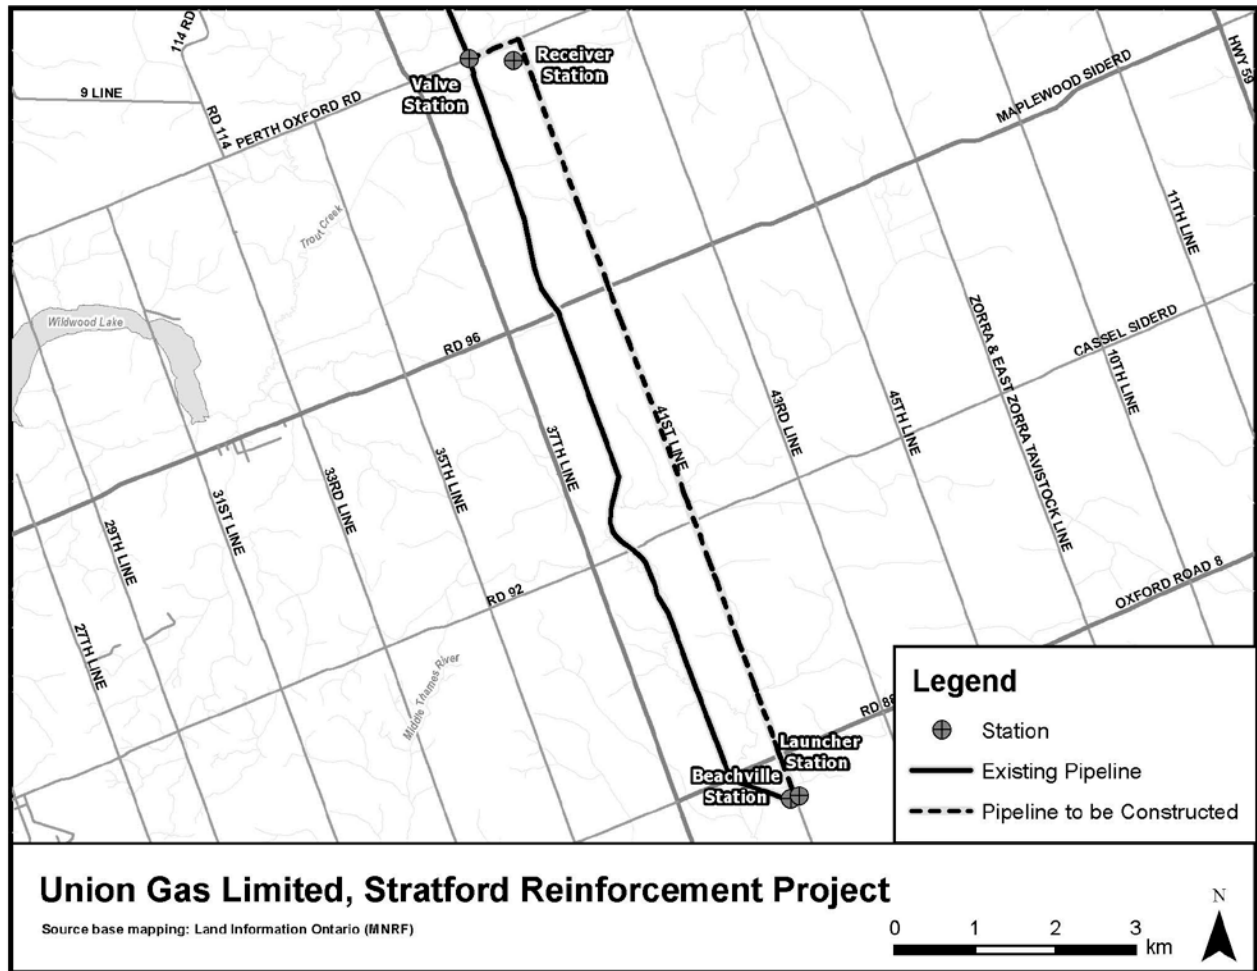 114 RD
9 LINE
RD 114
PERTH OXFORD RD
Valve
Station
Receiver
Station
HWY 59
MAPLEWOOD SIDERD
Trout Creek
11TH LINE
Wildwood Lake
RD 96
ZORRA & EAST ZORRA TAVISTOCK LINE
CASSEL SIDERD
10TH LINE
37TH LINE
41ST LINE
43RD LINE
45TH LINE
35TH LINE
33RD LINE
31ST LINE
29TH LINE
27TH LINE
RD 92
OXFORD ROAD 8
Middle Thames River
RD 88
Launcher
Station
Beachville
Station
Legend
Station
Existing Pipeline
Pipeline to be Constructed
Union Gas Limited, Stratford Reinforcement Project
Source base mapping: Land Information Ontario (MNRF)
N
0 1 2 3
km